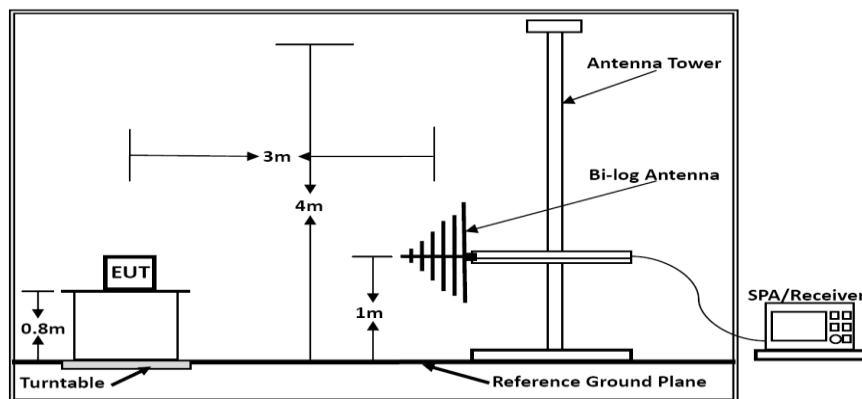 Antenna Tower
3m
Bi-log Antenna
4m
EUT
1m
0.8m
SPA/Receiver
Turntable
Reference Ground Plane